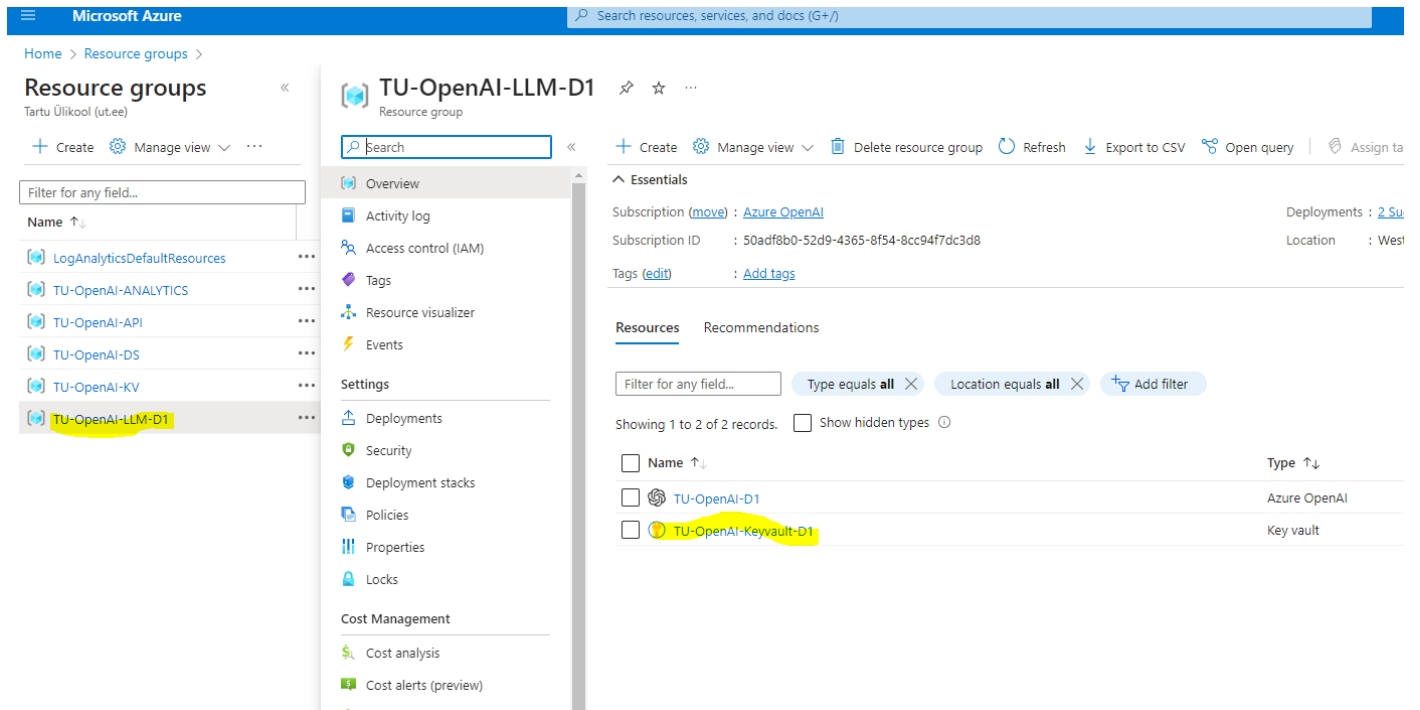 Microsoft Azure
Search resources, services, and docs (G+/)
Home > Resource groups >
Resource groups
Tartu Ülikool (ut.ee)
Create Manage view ...
Filter for any field...
Name
LogAnalyticsDefaultResources
TU-OpenAI-ANALYTICS
TU-OpenAI-API
TU-OpenAI-DS
TU-OpenAI-KV
TU-OpenAI-LLM-D1
TU-OpenAI-LLM-D1
Resource group
Search
Overview
Activity log
Access control (IAM)
Tags
Resource visualizer
Events
Settings
Deployments
Security
Deployment stacks
Policies
Properties
Locks
Cost Management
Cost analysis
Cost alerts (preview)
Create Manage view Delete resource group Refresh Export to CSV Open query Assign ta
Essentials
Subscription (move) : Azure OpenAI
Deployments : 2 Su
Subscription ID : 50adf8b0-52d9-4365-8f54-8cc94f7dc3d8
Location : West
Tags (edit) : Add tags
Resources Recommendations
Filter for any field... Type equals all Location equals all Add filter
Showing 1 to 2 of 2 records. Show hidden types
Name Type
TU-OpenAI-D1 Azure OpenAI
TU-OpenAI-Keyvault-D1 Key vault